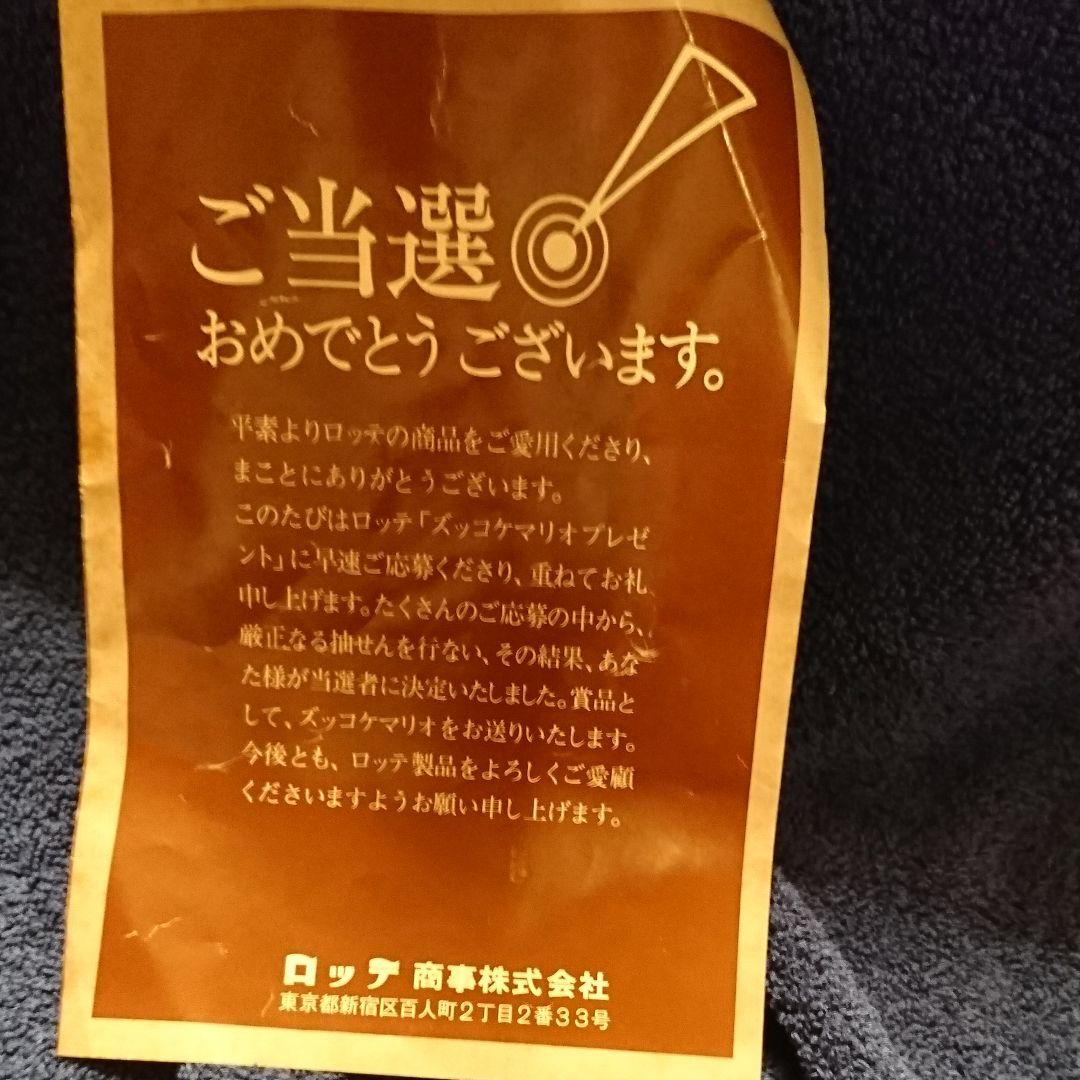 ご当選
おめでとうございます。
平素よりロッテの商品をご愛用くださり、
まことにありがとうございます。
このたびはロッテ「ズッコケマリオプレゼ
ント」に早速ご応募くださり、重ねてお礼
申し上げます。たくさんのご応募の中から、
厳正なる抽せんを行ない、その結果、あな
た様が当選者に決定いたしました。賞品と
して、ズッコケマリオをお送りいたします。
今後とも、ロッテ製品をよろしくご愛顧
くださいますようお願い申し上げます。
ロッテ 商事株式会社
東京都新宿区百人町2丁目2番33号